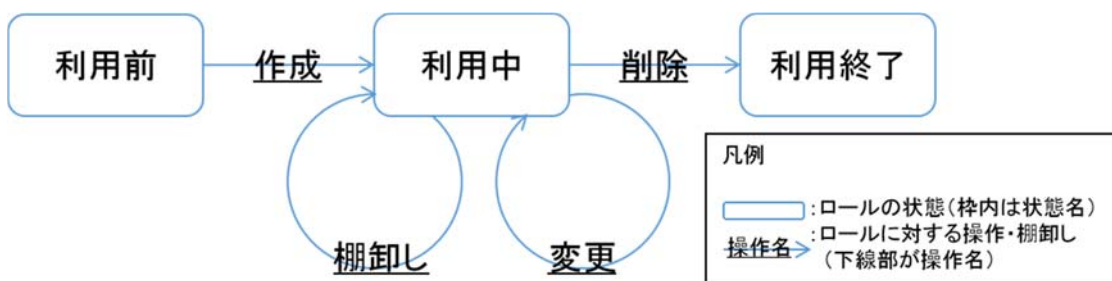 利用前
作成
利用中
削除
利用終了
棚卸し
変更
凡例
:ロールの状態(枠内は状態名)
操作名:ロールに対する操作・棚卸し
(下線部が操作名)